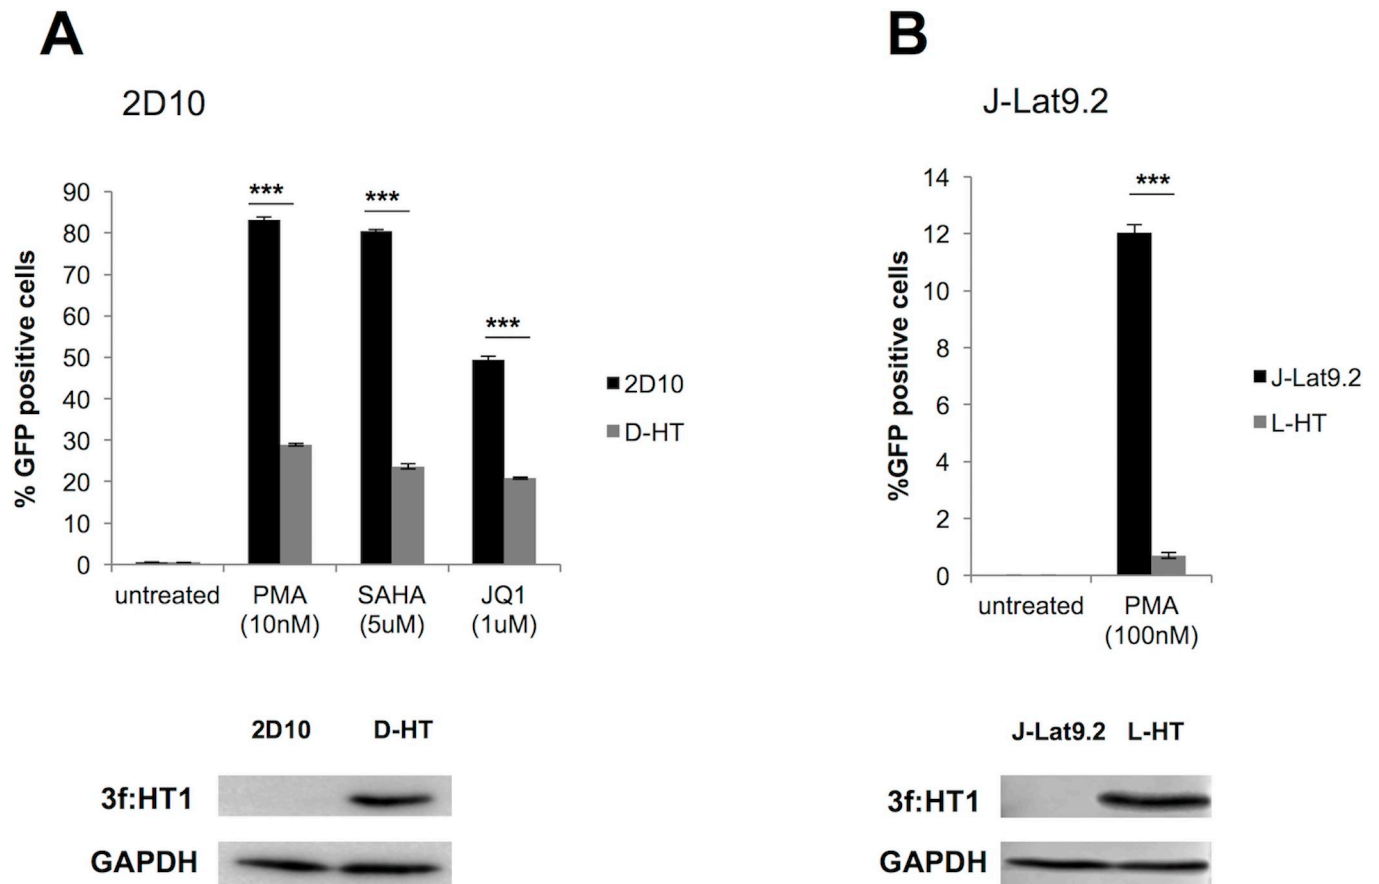 A
2D10
% GFP positive cells
90
80
70
60
50
40
30
20
10
0
***
***
***
untreated
PMA
(10nM)
SAHA
(5uM)
JQ1
(1uM)
2D10
D-HT
2D10 D-HT
3f:HT1
GAPDH
B
J-Lat9.2
%GFP positive cells
14
12
10
8
6
4
2
0
***
untreated
PMA
(100nM)
J-Lat9.2
L-HT
J-Lat9.2 L-HT
3f:HT1
GAPDH